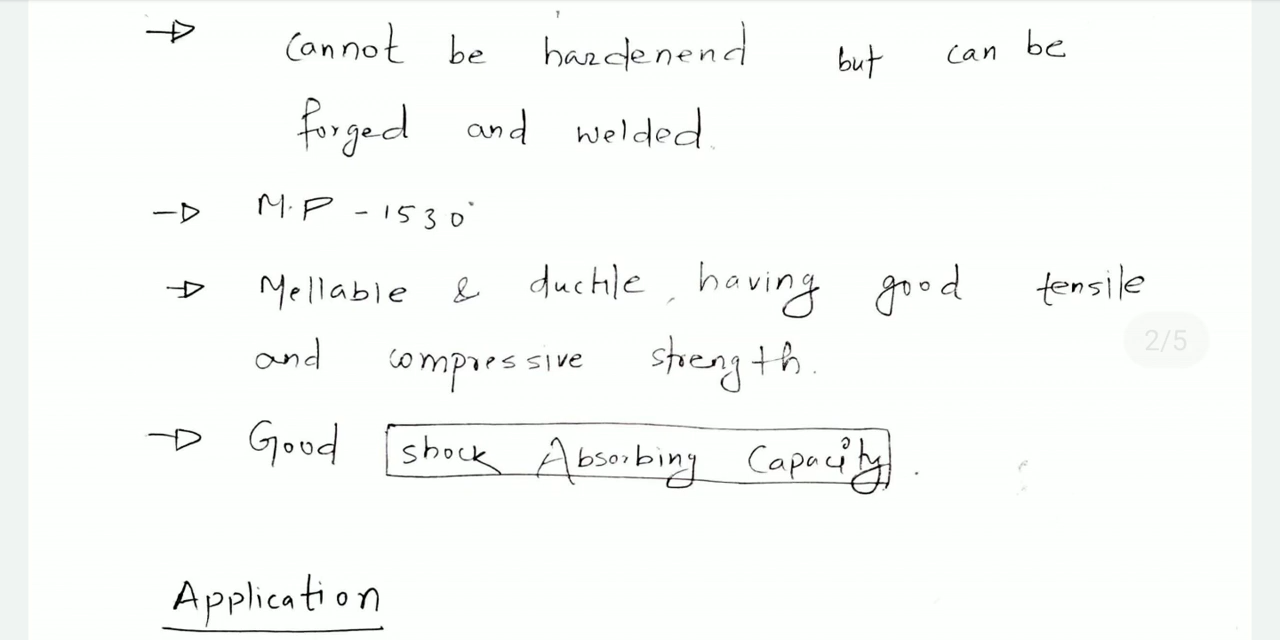 → Cannot be hardenend but can be
forged and welded.
→ M.P - 1530°
→ Mellable & ductile, having good tensile
and compressive strength.
2/5
→ Good Shock Absorbing Capacity.
Application